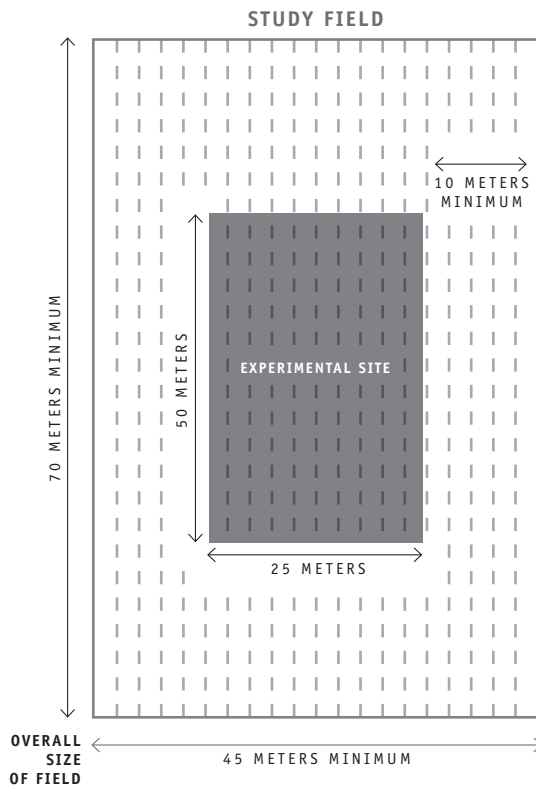 STUDY FIELD
10 METERS
MINIMUM
70 METERS MINIMUM
50 METERS
EXPERIMENTAL SITE
25 METERS
OVERALL
SIZE
OF FIELD
45 METERS MINIMUM